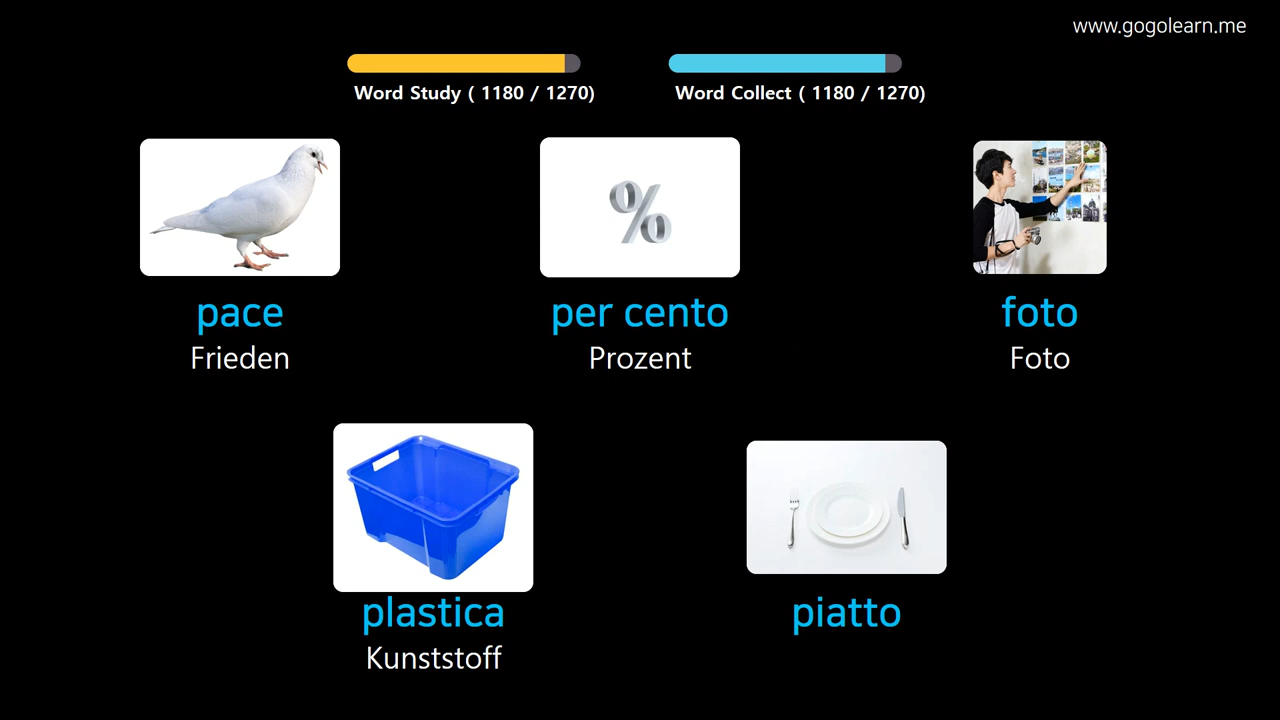 www.gogolearn.me
Word Study ( 1180 / 1270)
Word Collect ( 1180 / 1270)
%
pace
Frieden
per cento
Prozent
foto
Foto
plastica
Kunststoff
piatto